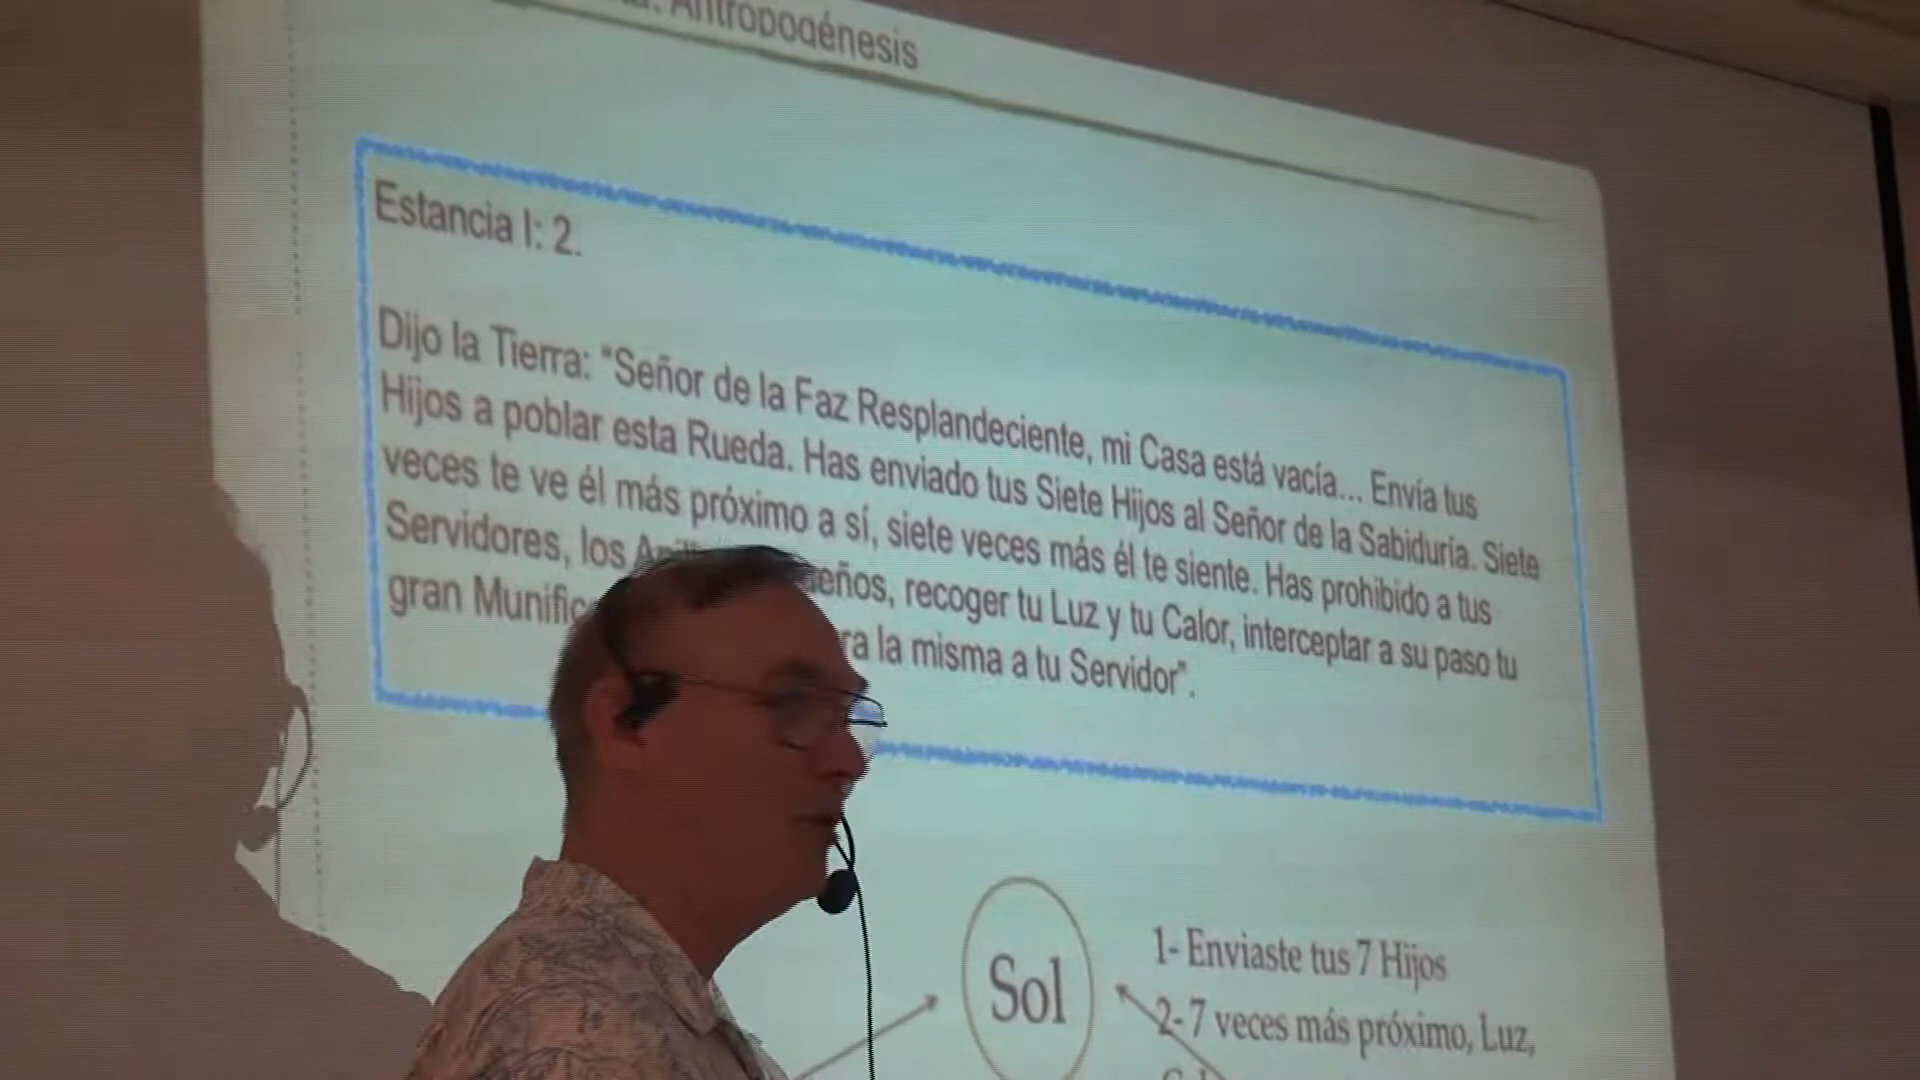 Antropogénesis
Estancia I: 2.
Dijo la Tierra: “Señor de la Faz Resplandeciente, mi Casa está vacía... Envía tus
Hijos a poblar esta Rueda. Has enviado tus Siete Hijos al Señor de la Sabiduría. Siete
veces te ve él más próximo a sí, siete veces más él te siente. Has prohibido a tus
Servidores, los recoger tu Luz y tu Calor, interceptar a su paso tu
gran la misma a tu Servidor”.
Sol
1- Enviaste tus 7 Hijos
2- 7 veces más próximo, Luz,